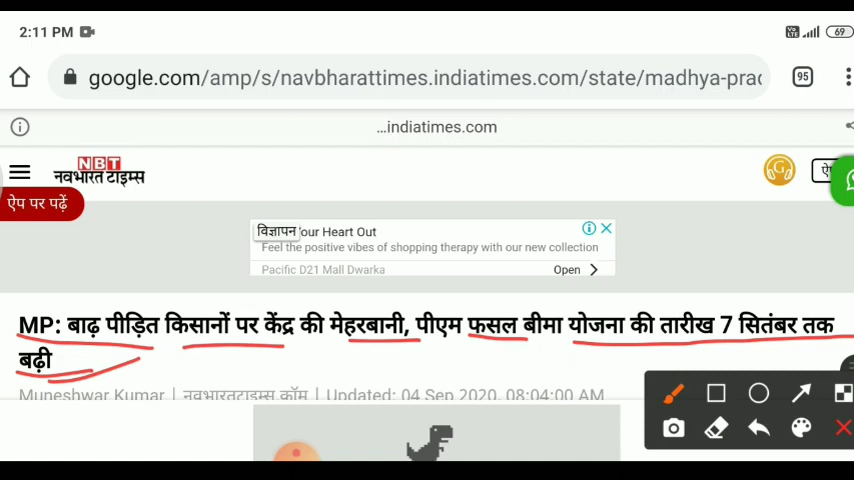 2:11 PM
69
google.com/amp/s/navbharattimes.indiatimes.com/state/madhya-prac
95
...indiatimes.com
NBT
नवभारत टाइम्स
G
ऐप पर पढ़ें
विज्ञापन our Heart Out
Feel the positive vibes of shopping therapy with our new collection
Pacific D21 Mall Dwarka
Open
MP: बाढ़ पीड़ित किसानों पर केंद्र की मेहरबानी, पीएम फसल बीमा योजना की तारीख 7 सितंबर तक
बढ़ी
Muneshwar Kumar | नवभारतटाइम्स.कॉम | Updated: 04 Sep 2020, 08:04:00 AM